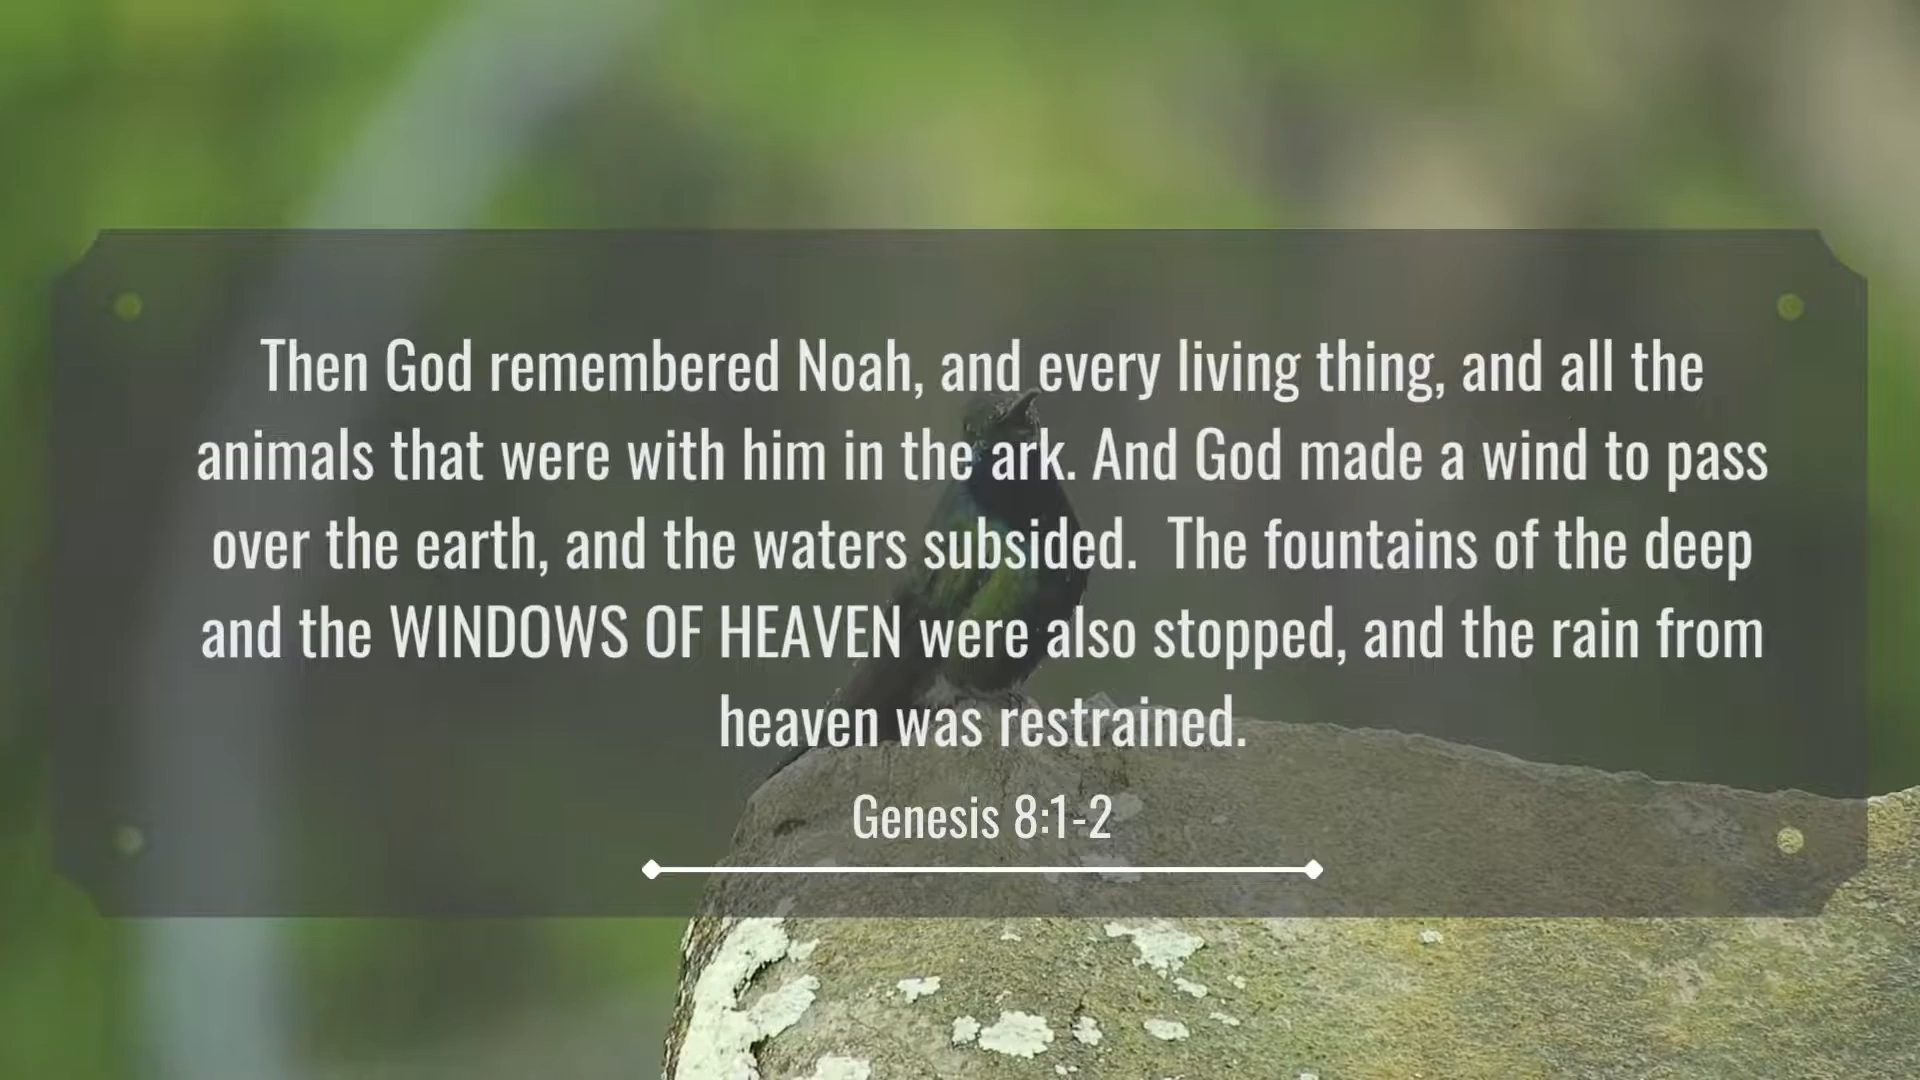 Then God remembered Noah, and every living thing, and all the
animals that were with him in the ark. And God made a wind to pass
over the earth, and the waters subsided.  The fountains of the deep
and the WINDOWS OF HEAVEN were also stopped, and the rain from
heaven was restrained.
Genesis 8:1-2